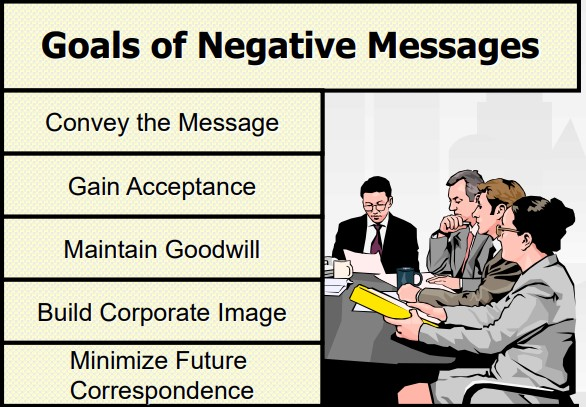 Goals of Negative Messages
Convey the Message
Gain Acceptance
Maintain Goodwill
Build Corporate Image
Minimize Future
Correspondence